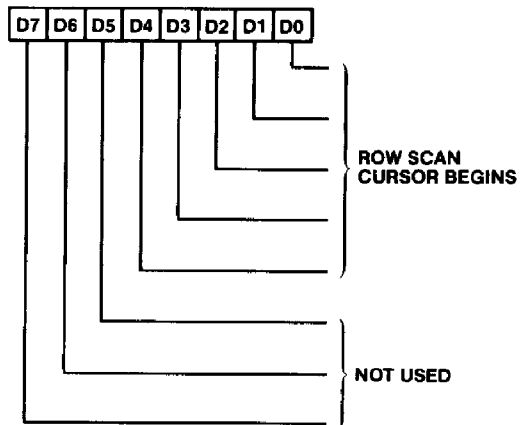 D7 D6 D5 D4 D3 D2 D1 D0
ROW SCAN
CURSOR BEGINS
NOT USED